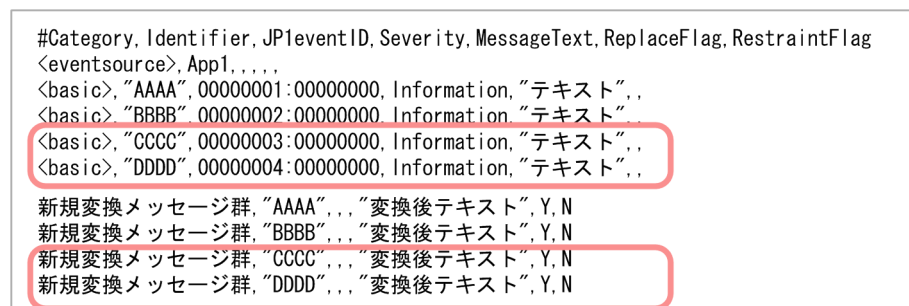 #Category,Identifier,JP1eventID,Severity,MessageText,ReplaceFlag,RestraintFlag
<eventsource>,App1,,,,,
<basic>,"AAAA",00000001:00000000,Information,"テキスト",,
<basic>,"BBBB",00000002:00000000,Information,"テキスト",,
<basic>,"CCCC",00000003:00000000,Information,"テキスト",,
<basic>,"DDDD",00000004:00000000,Information,"テキスト",,
新規変換メッセージ群,"AAAA",,,"変換後テキスト",Y,N
新規変換メッセージ群,"BBBB",,,"変換後テキスト",Y,N
新規変換メッセージ群,"CCCC",,,"変換後テキスト",Y,N
新規変換メッセージ群,"DDDD",,,"変換後テキスト",Y,N